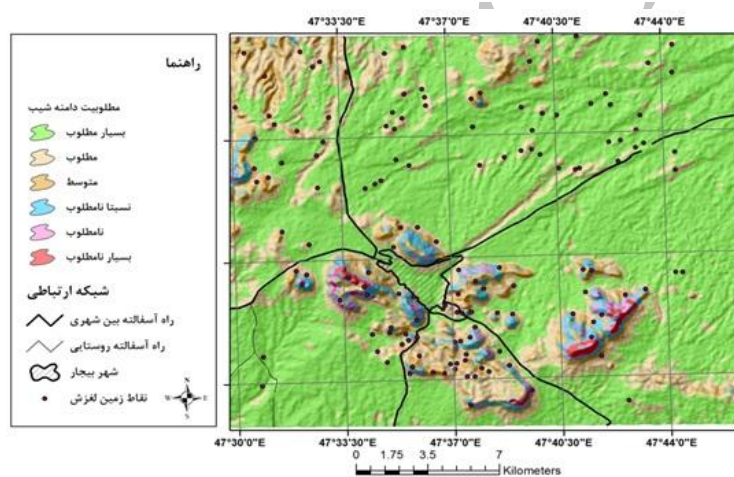 47°33'30"E 47°37'0"E 47°40'30"E 47°44'0"E
راهنما
مطلوبیت دامنه شیب
بسیار مطلوب
مطلوب
متوسط
نسبتا نامطلوب
نامطلوب
بسیار نامطلوب
شبکه ارتباطی
راه آسفالته بین شهری
راه آسفالته روستایی
شهر بیجار
نقاط زمین لغزش
N
W E
S
47°30'0"E 47°33'30"E 47°37'0"E 47°40'30"E 47°44'0"E
0 1.75 3.5 7
Kilometers